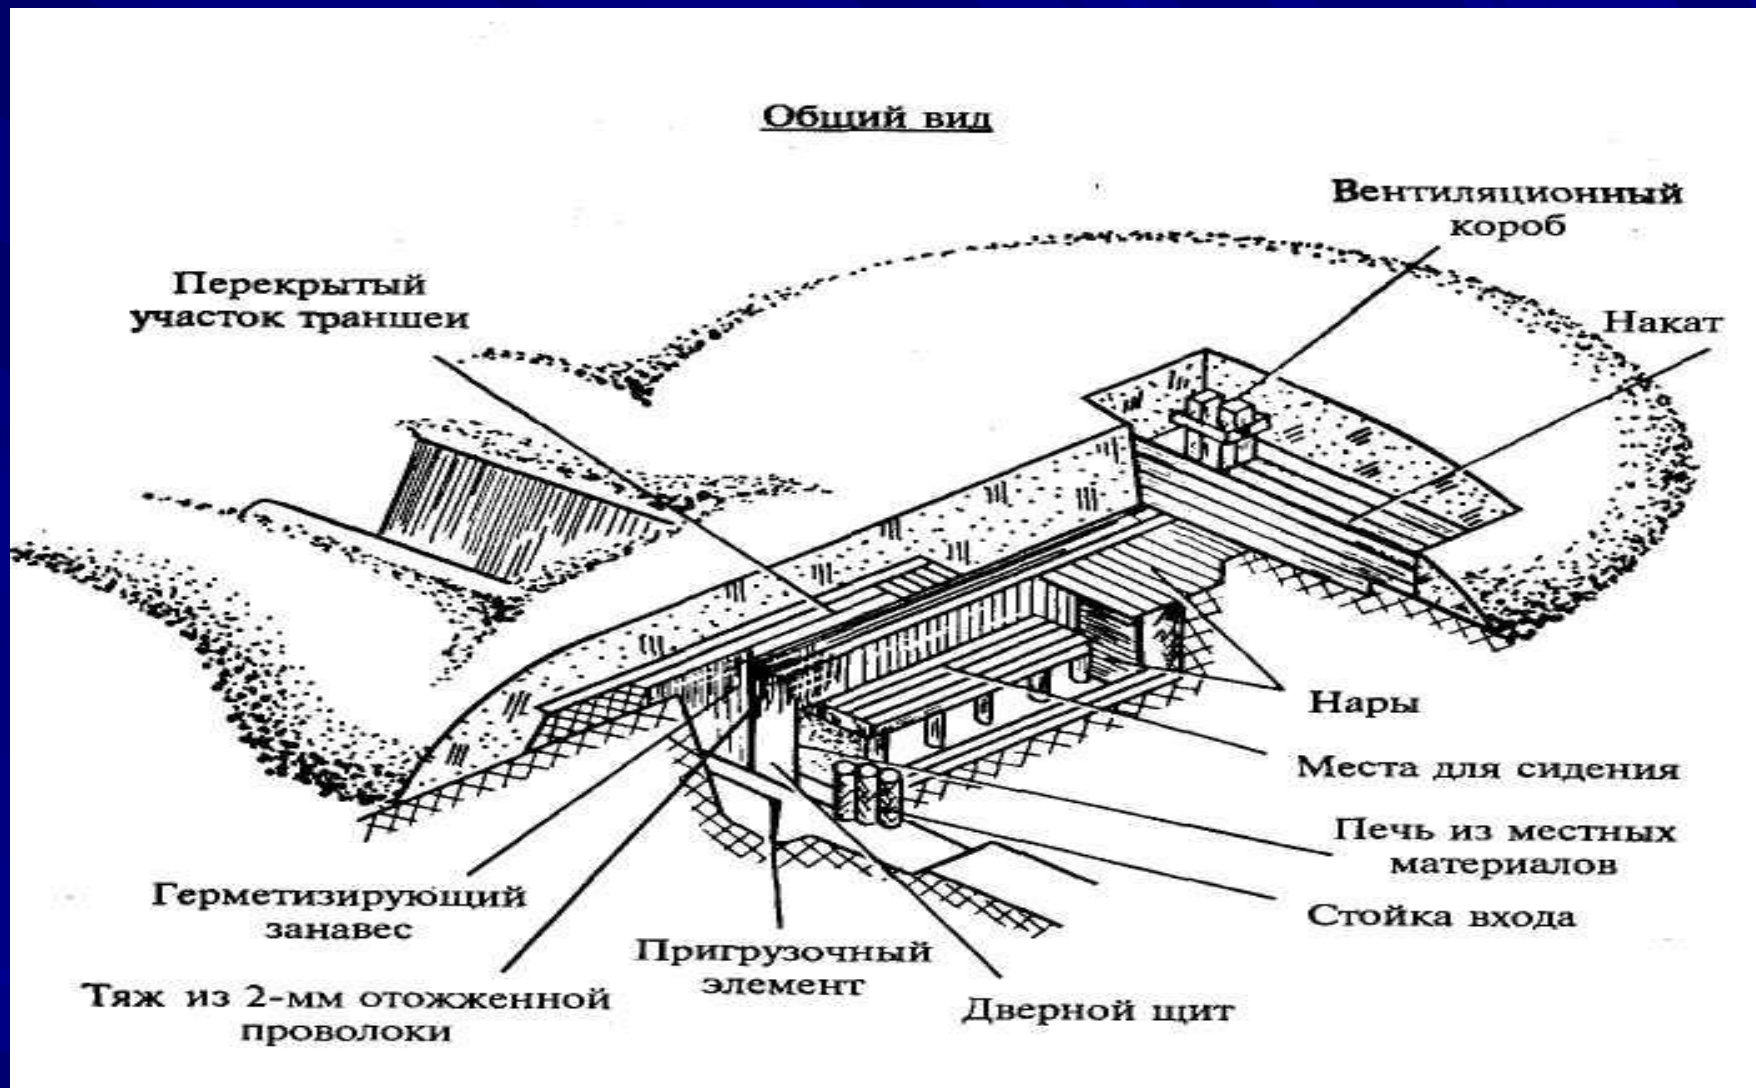 Общий вид
Вентиляционный
короб
Перекрытый
участок траншеи
Накат
Нары
Места для сидения
Печь из местных
материалов
Стойка входа
Герметизирующий
занавес
Пригрузочный
элемент
Дверной щит
Тяж из 2-мм отожженной
проволоки